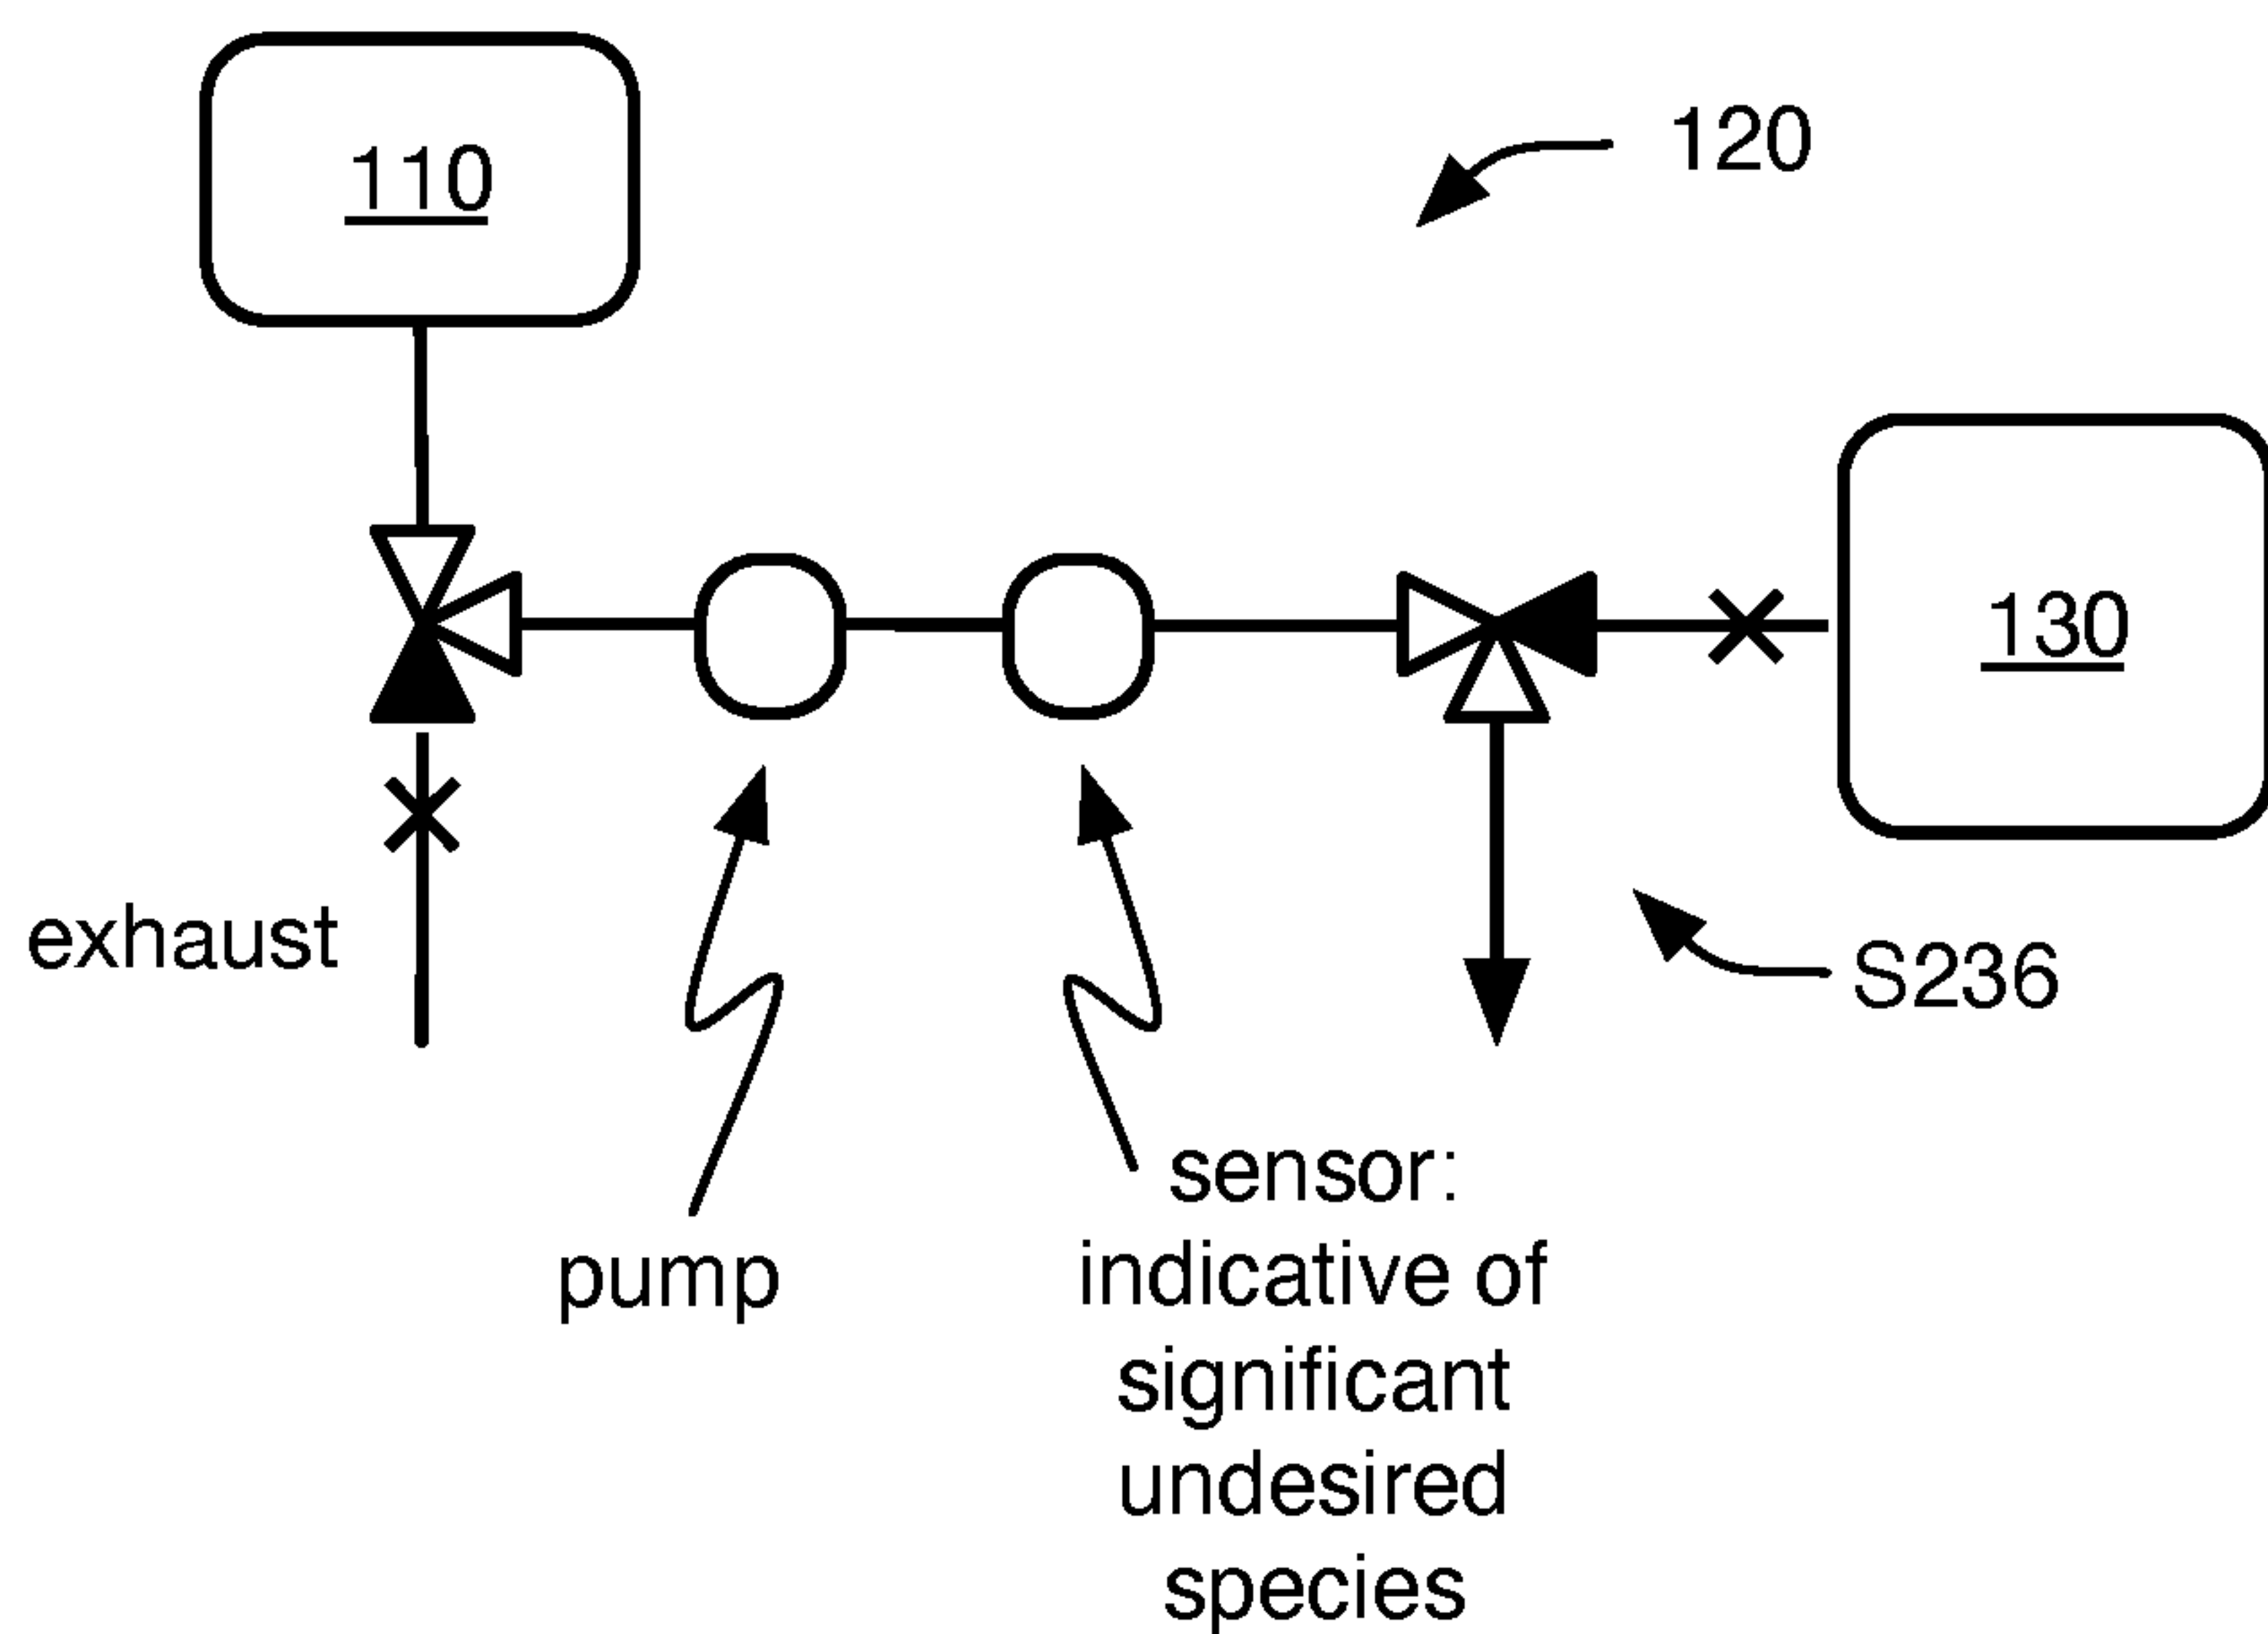 110
120
130
exhaust
S236
pump
sensor:
indicative of
significant
undesired
species